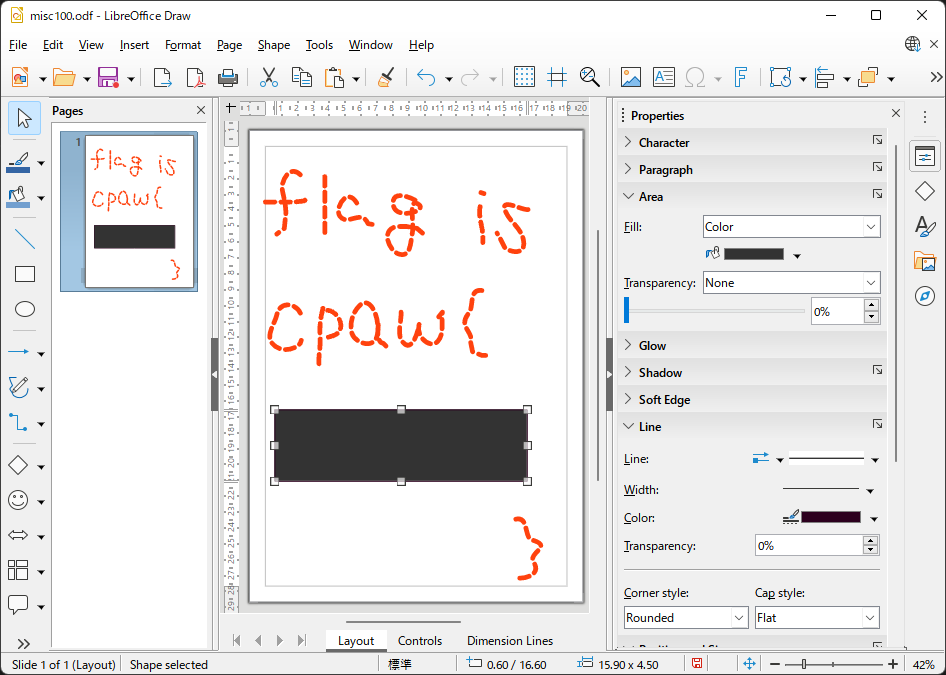 misc100.odf - LibreOffice Draw
File Edit View Insert Format Page Shape Tools Window Help
Pages
1
flag is
cpaw{
}
flag is
cpaw{
}
Properties
Character
Paragraph
Area
Fill: Color
Transparency: None
0%
Glow
Shadow
Soft Edge
Line
Line:
Width:
Color:
Transparency: 0%
Corner style: Cap style:
Rounded Flat
Layout Controls Dimension Lines
Slide 1 of 1 (Layout) Shape selected 標準 0.60 / 16.60 15.90 x 4.50 42%